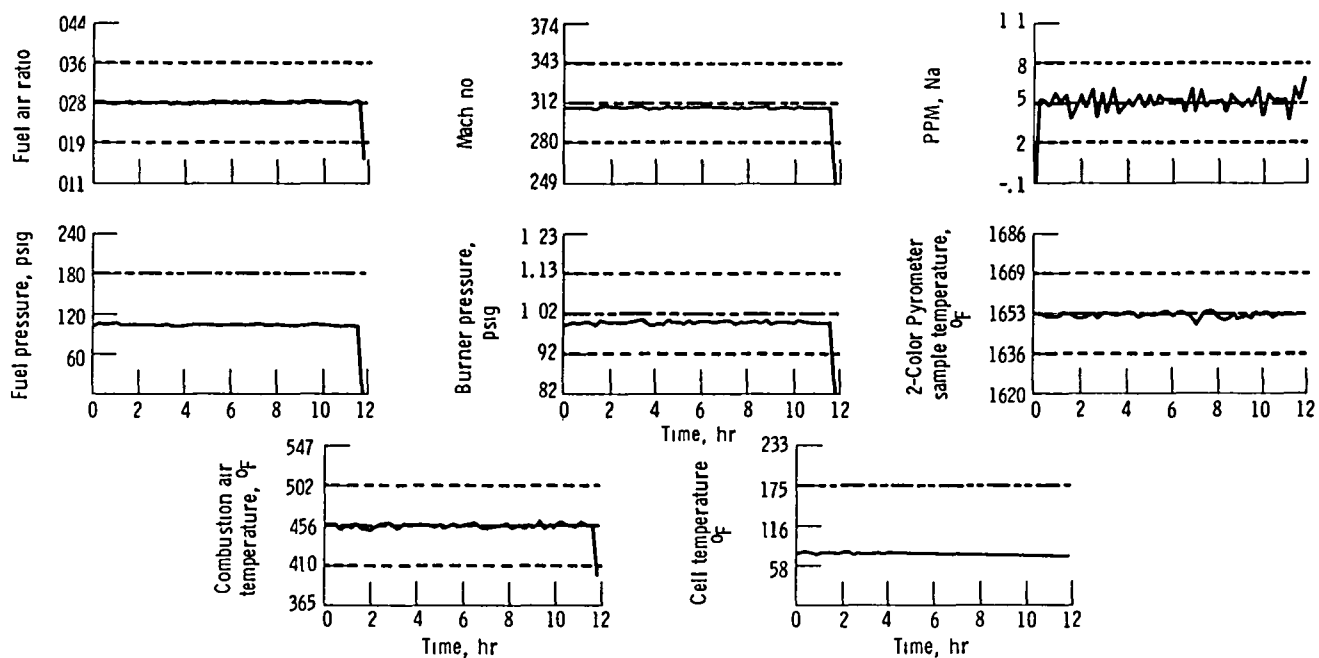 Fuel air ratio
044
036
028
019
011
Mach no
374
343
312
280
249
PPM, Na
1 1
8
5
2
-.1
Fuel pressure, psig
240
180
120
60
0 2 4 6 8 10 12
Burner pressure,
psig
1 23
1.13
1 02
92
82
0 2 4 6 8 10 12
Time, hr
2-Color Pyrometer
sample temperature,
°F
1686
1669
1653
1636
1620
0 2 4 6 8 10 12
Combustion air
temperature, °F
547
502
456
410
365
0 2 4 6 8 10 12
Time, hr
Cell temperature
°F
233
175
116
58
0 2 4 6 8 10 12
Time, hr